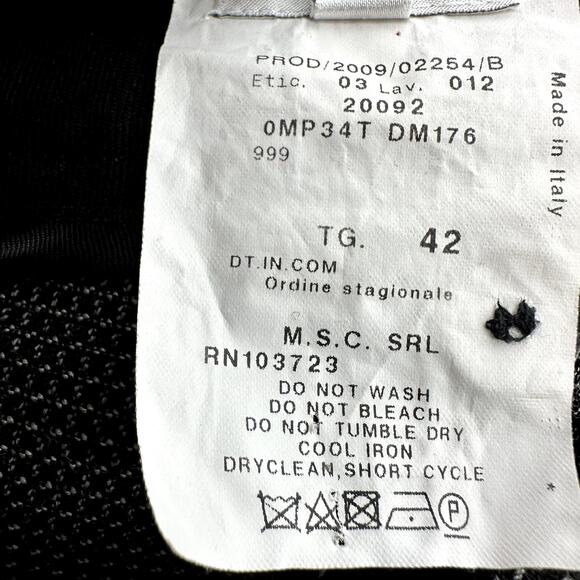 PROD/2009/02254/B
Etic. 03 Lav. 012
20092
0MP34T DM176
999
Made in Italy
TG. 42
DT.IN.COM
Ordine stagionale
M.S.C. SRL
RN103723
DO NOT WASH
DO NOT BLEACH
DO NOT TUMBLE DRY
COOL IRON
DRYCLEAN,SHORT CYCLE
*
P